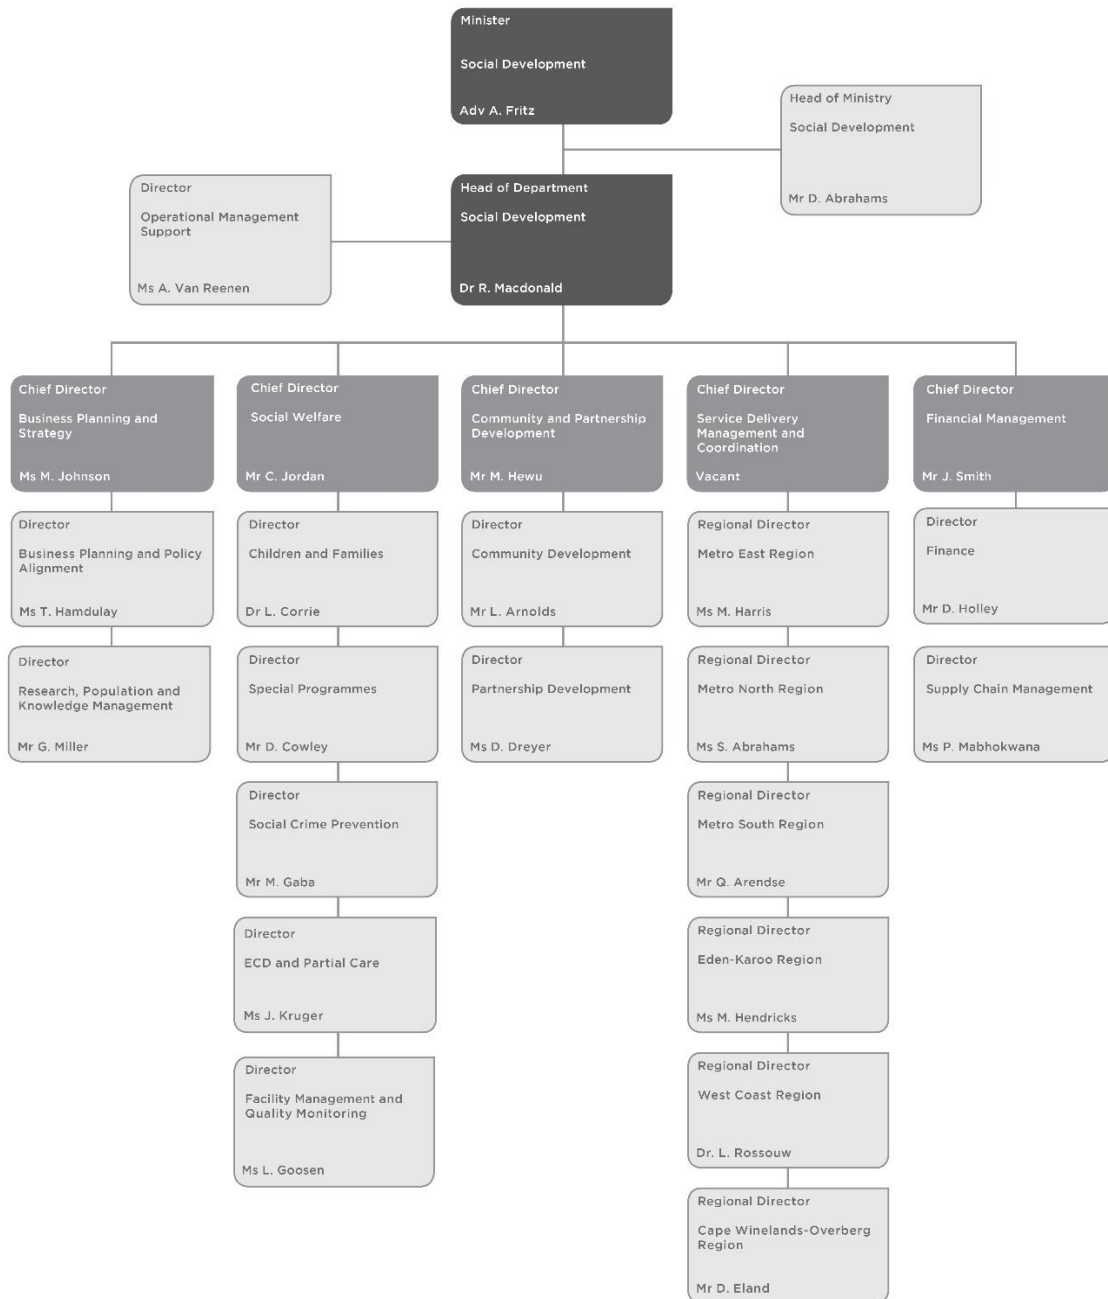 Minister
Social Development
Adv A. Fritz
Head of Ministry
Social Development
Mr D. Abrahams
Director
Operational Management
Support
Ms A. Van Reenen
Head of Department
Social Development
Dr R. Macdonald
Chief Director
Business Planning and
Strategy
Ms M. Johnson
Director
Business Planning and Policy
Alignment
Ms T. Hamdulay
Director
Research, Population and
Knowledge Management
Mr G. Miller
Chief Director
Social Welfare
Mr C. Jordan
Director
Children and Families
Dr L. Corrie
Director
Special Programmes
Mr D. Cowley
Director
Social Crime Prevention
Mr M. Gaba
Director
ECD and Partial Care
Ms J. Kruger
Director
Facility Management and
Quality Monitoring
Ms L. Goosen
Chief Director
Community and Partnership
Development
Mr M. Hewu
Director
Community Development
Mr L. Arnolds
Director
Partnership Development
Ms D. Dreyer
Chief Director
Service Delivery
Management and
Coordination
Vacant
Regional Director
Metro East Region
Ms M. Harris
Regional Director
Metro North Region
Ms S. Abrahams
Regional Director
Metro South Region
Mr Q. Arendse
Regional Director
Eden-Karoo Region
Ms M. Hendricks
Regional Director
West Coast Region
Dr. L. Rossouw
Regional Director
Cape Winelands-Overberg
Region
Mr D. Eland
Chief Director
Financial Management
Mr J. Smith
Director
Finance
Mr D. Holley
Director
Supply Chain Management
Ms P. Mabhokwana